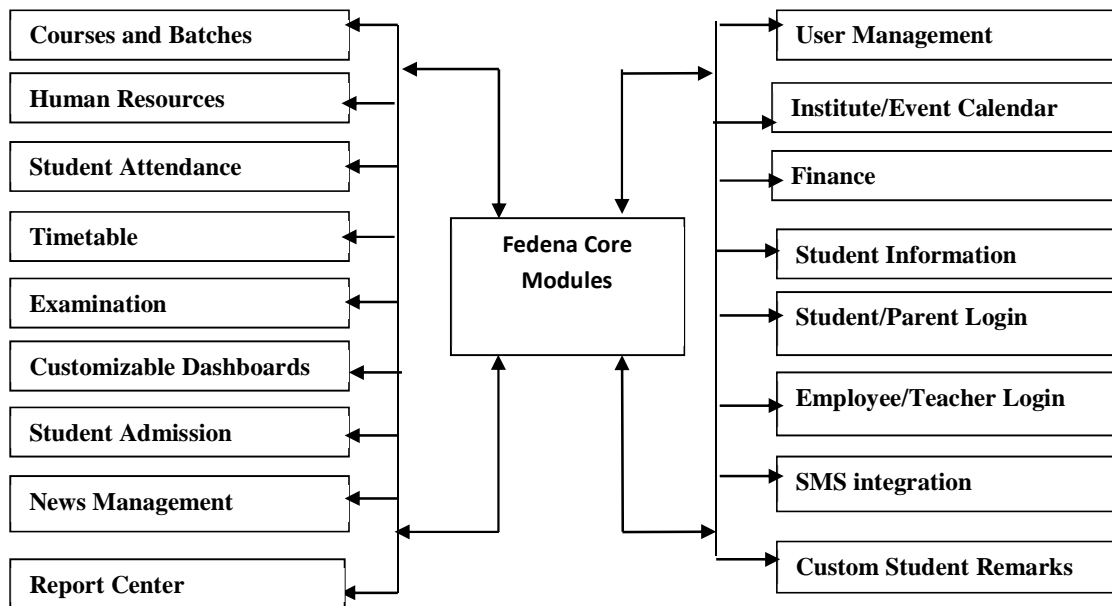 Courses and Batches
Human Resources
Student Attendance
Timetable
Examination
Customizable Dashboards
Student Admission
News Management
Report Center
Fedena Core
Modules
User Management
Institute/Event Calendar
Finance
Student Information
Student/Parent Login
Employee/Teacher Login
SMS integration
Custom Student Remarks